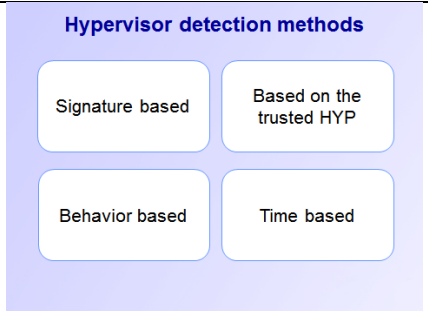 Hypervisor detection methods
Signature based
Based on the
trusted HYP
Behavior based
Time based